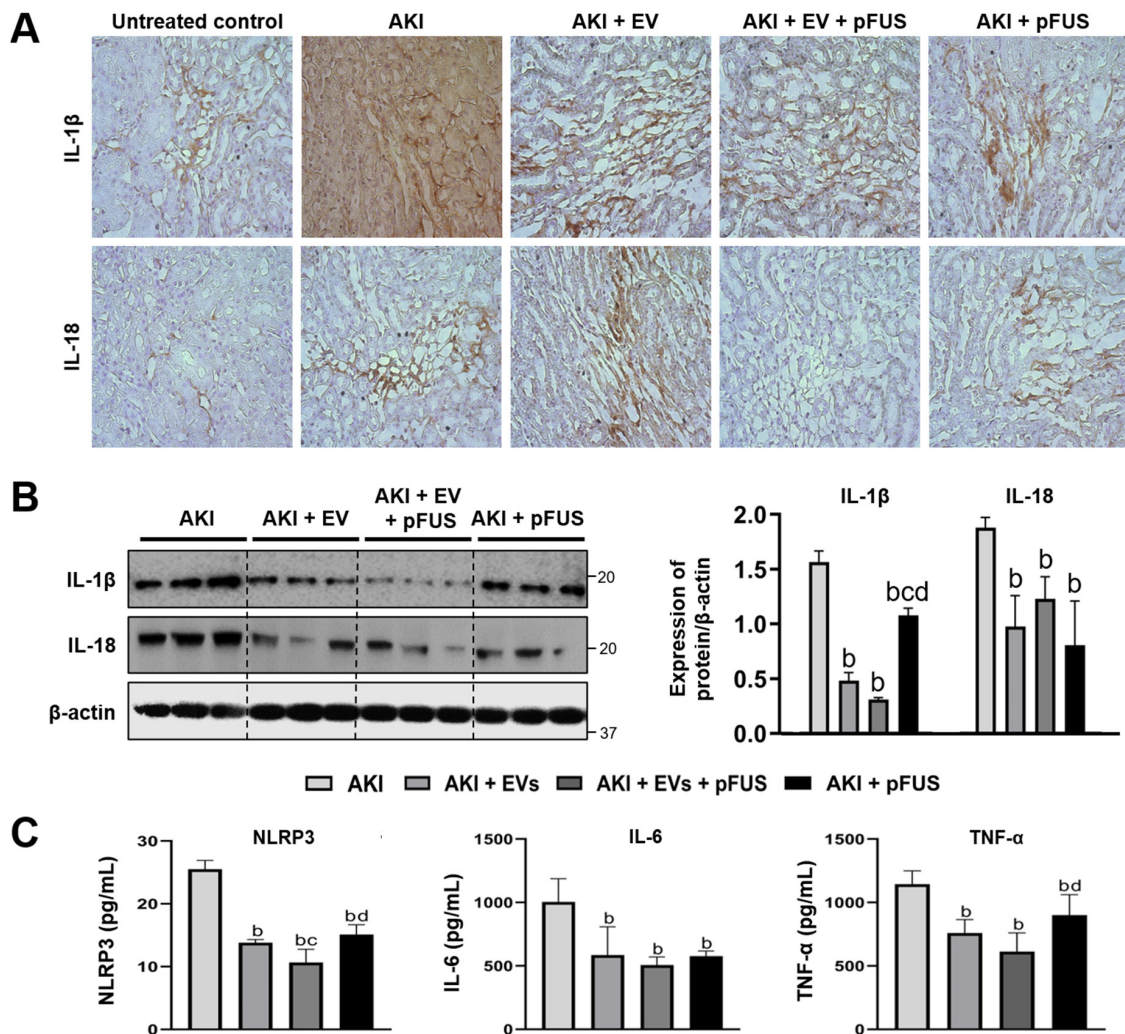 A
Untreated control AKI AKI + EV AKI + EV + pFUS AKI + pFUS
IL-1β
IL-18
B
AKI AKI + EV AKI + EV + pFUS AKI + pFUS
IL-1β
20
IL-18
20
β-actin
37
IL-1β IL-18
Expression of
protein/β-actin
2.0
1.5
1.0
0.5
0.0
b b bcd
b b b
AKI AKI + EVs AKI + EVs + pFUS AKI + pFUS
C
NLRP3
NLRP3 (pg/mL)
30
20
10
0
b bc bd
IL-6
IL-6 (pg/mL)
1500
1000
500
0
b b b
TNF-α
TNF-α (pg/mL)
1500
1000
500
0
b b bd